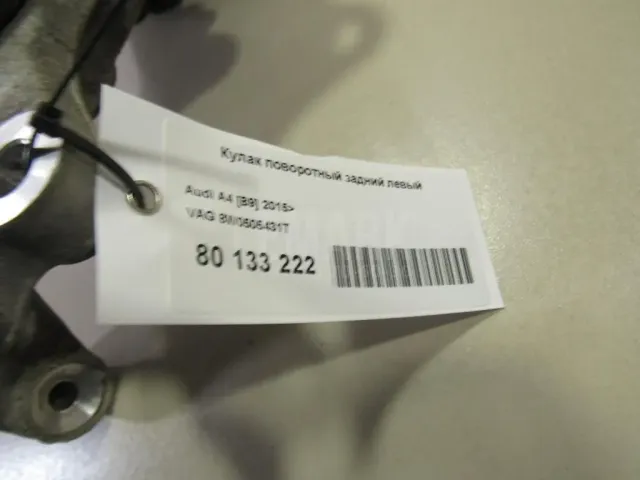 Кулак поворотный задний левый
Audi A4 [B9] 2015>
VAG 8W0505431T
80 133 222